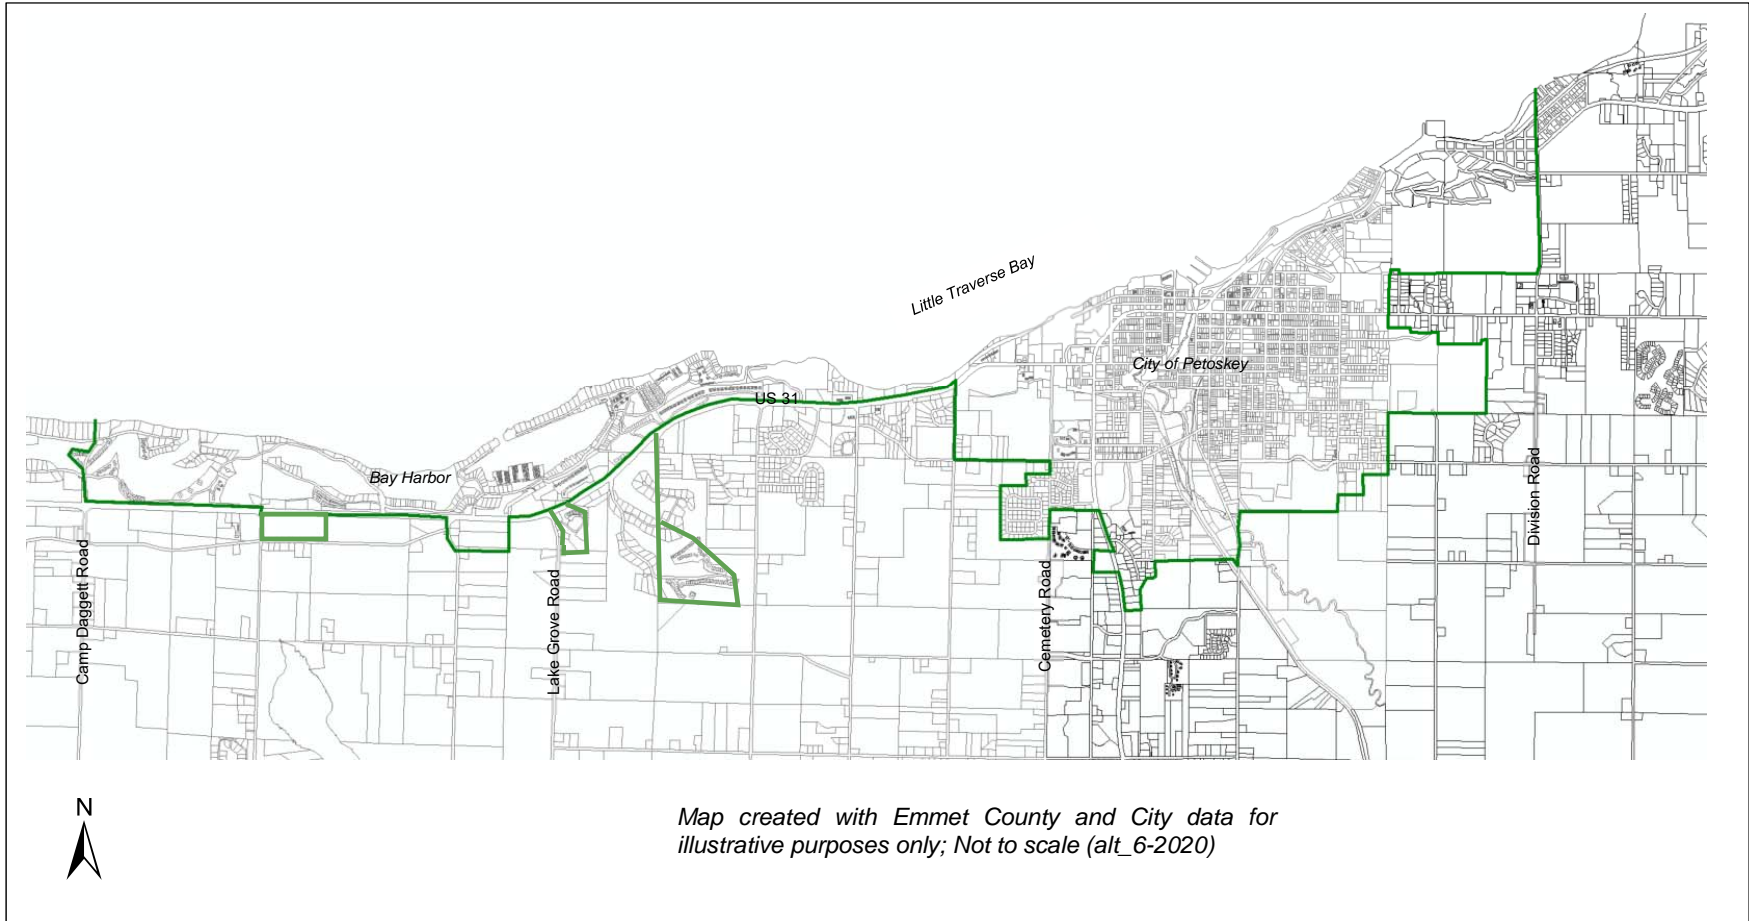 Little Traverse Bay
City of Petoskey
US 31
Bay Harbor
Division Road
Camp Daggett Road
Lake Grove Road
Cemetery Road
N
Map created with Emmet County and City data for
illustrative purposes only; Not to scale (alt_6-2020)